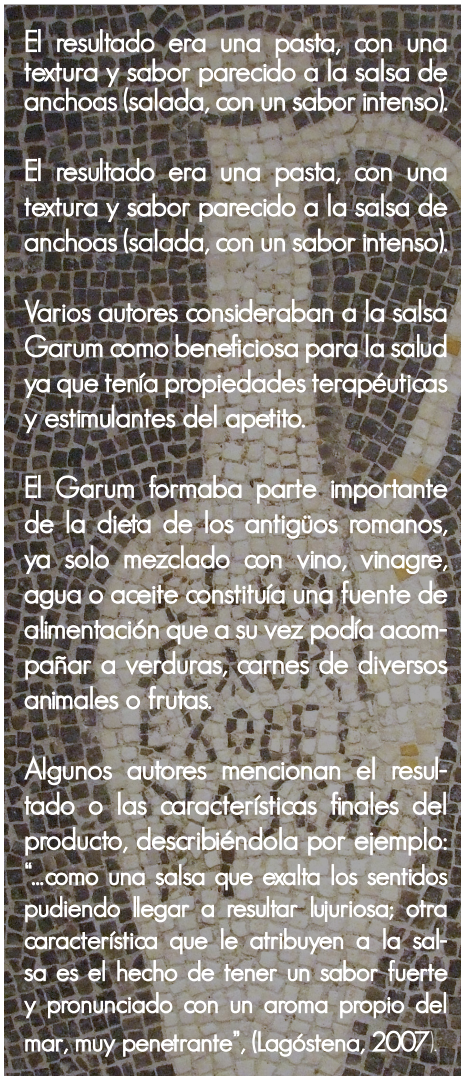 El resultado era una pasta, con una
textura y sabor parecido a la salsa de
anchoas (salada, con un sabor intenso).
El resultado era una pasta, con una
textura y sabor parecido a la salsa de
anchoas (salada, con un sabor intenso).
Varios autores consideraban a la salsa
Garum como beneficiosa para la salud
ya que tenía propiedades terapéuticas
y estimulantes del apetito.
El Garum formaba parte importante
de la dieta de los antigüos romanos,
ya solo mezclado con vino, vinagre,
agua o aceite constituía una fuente de
alimentación que a su vez podía acom-
pañar a verduras, carnes de diversos
animales o frutas.
Algunos autores mencionan el resul-
tado o las características finales del
producto, describiéndola por ejemplo:
“...como una salsa que exalta los sentidos
pudiendo llegar a resultar lujuriosa; otra
característica que le atribuyen a la sal-
sa es el hecho de tener un sabor fuerte
y pronunciado con un aroma propio del
mar, muy penetrante”, (Lagóstena, 2007).